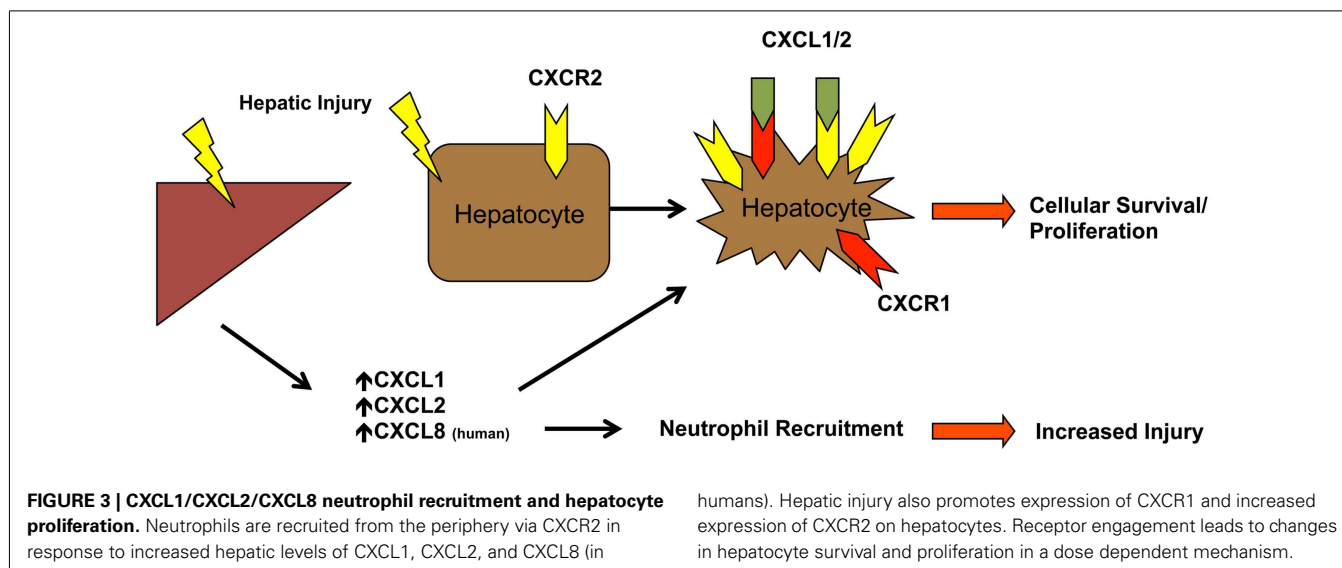 CXCL1/2
CXCR2
Hepatic Injury
Hepatocyte
Hepatocyte
Cellular Survival/
Proliferation
CXCR1
↑CXCL1
↑CXCL2
↑CXCL8 (human)
Neutrophil Recruitment
Increased Injury
FIGURE 3 | CXCL1/CXCL2/CXCL8 neutrophil recruitment and hepatocyte
proliferation. Neutrophils are recruited from the periphery via CXCR2 in
response to increased hepatic levels of CXCL1, CXCL2, and CXCL8 (in
humans). Hepatic injury also promotes expression of CXCR1 and increased
expression of CXCR2 on hepatocytes. Receptor engagement leads to changes
in hepatocyte survival and proliferation in a dose dependent mechanism.